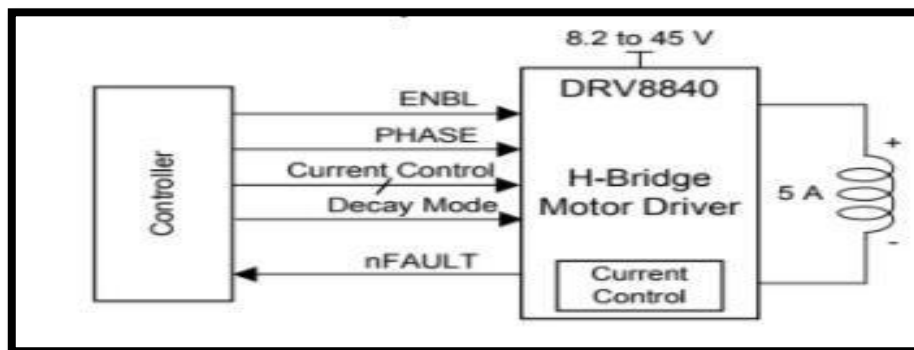 8.2 to 45 V
DRV8840
Controller
ENBL
PHASE
Current Control
Decay Mode
nFAULT
H-Bridge
Motor Driver
5 A
+
-
Current
Control